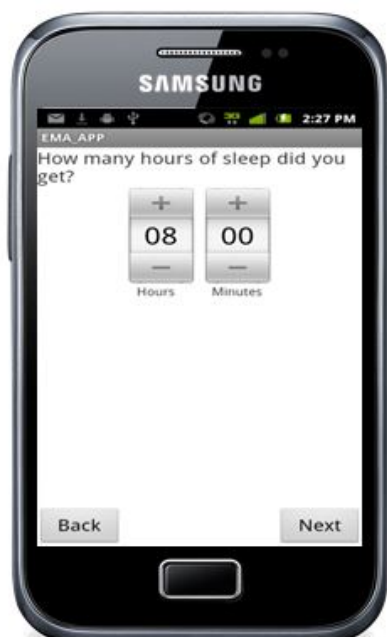 SAMSUNG
3G
2:27 PM
EMA_APP
How many hours of sleep did you
get?
+ +
08 00
− −
Hours Minutes
Back Next